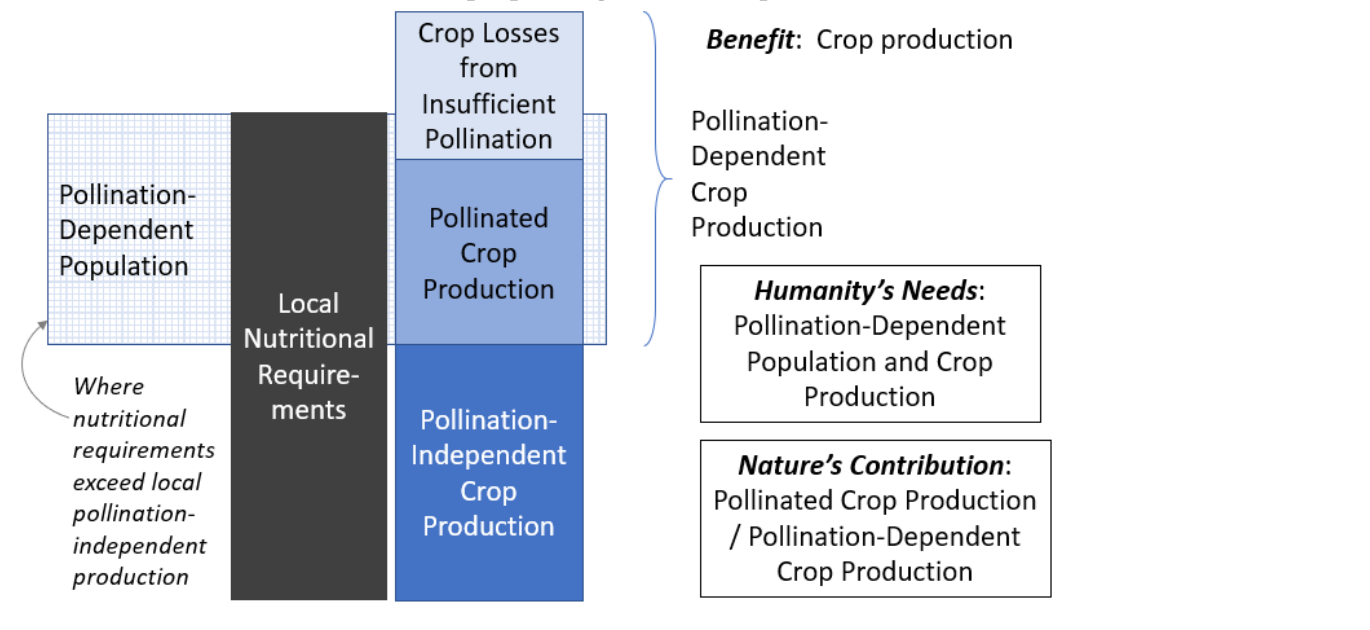 Crop Losses
from
Insufficient
Pollination
Benefit: Crop production
Pollination-
Dependent
Crop
Production
Pollination-
Dependent
Population
Pollinated
Crop
Production
Local
Nutritional
Require-
ments
Humanity’s Needs:
Pollination-Dependent
Population and Crop
Production
Where
nutritional
requirements
exceed local
pollination-
independent
production
Pollination-
Independent
Crop
Production
Nature’s Contribution:
Pollinated Crop Production
/ Pollination-Dependent
Crop Production